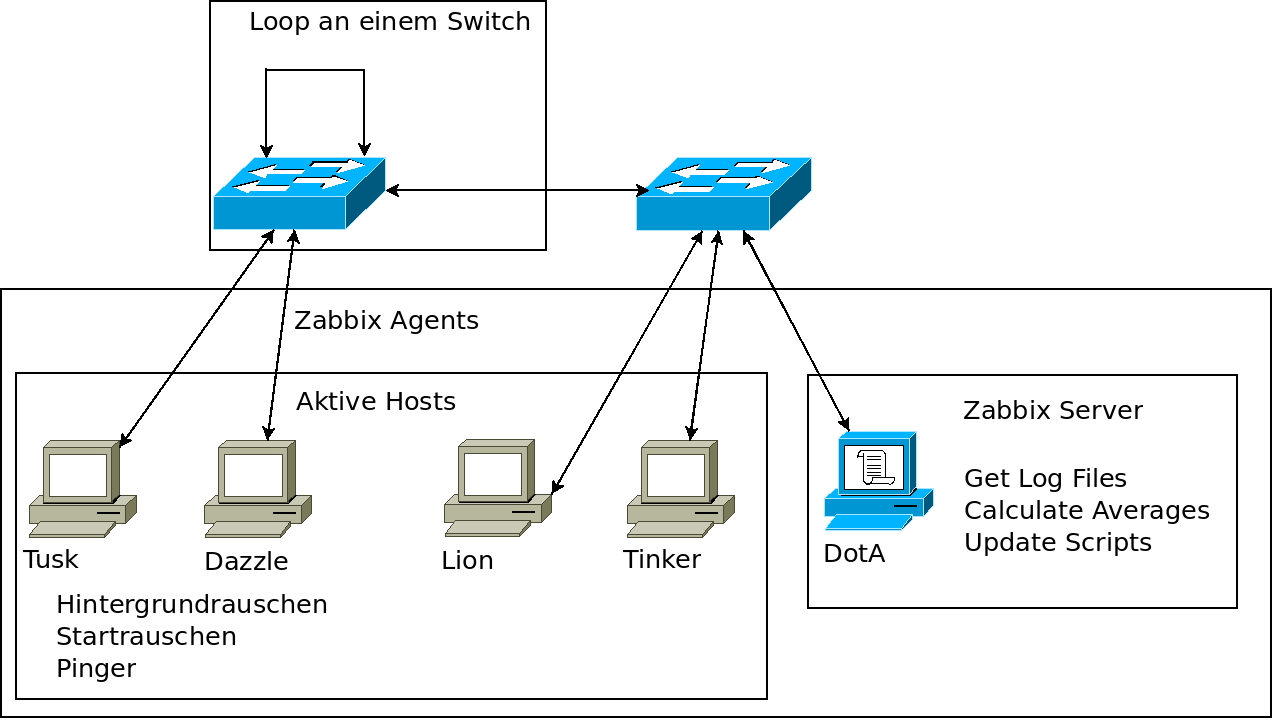 Loop an einem Switch
Zabbix Agents
Aktive Hosts
Tusk
Dazzle
Lion
Tinker
Hintergrundrauschen
Startrauschen
Pinger
Zabbix Server
Get Log Files
Calculate Averages
Update Scripts
DotA